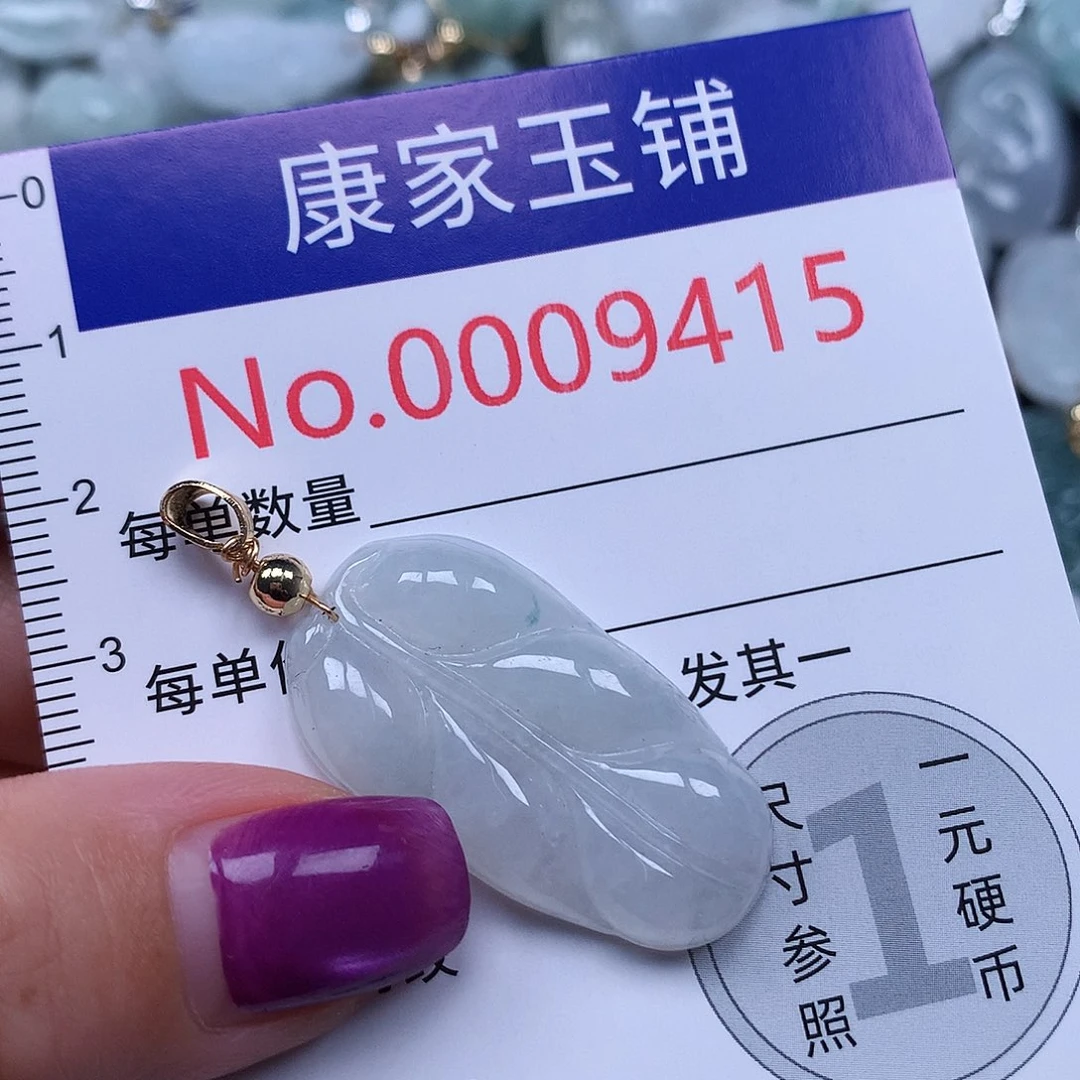 康家玉铺
No.0009415
每单数量
每单
发其一
0
1
2
3
尺寸参照
1
一元硬币